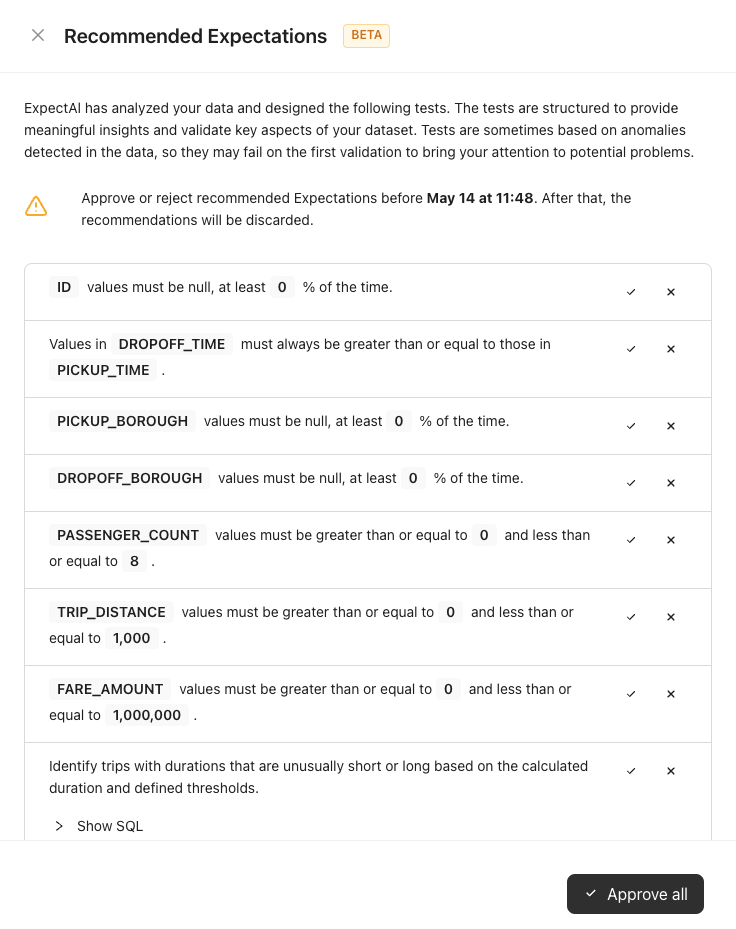 Recommended Expectations BETA
ExpectAI has analyzed your data and designed the following tests. The tests are structured to provide
meaningful insights and validate key aspects of your dataset. Tests are sometimes based on anomalies
detected in the data, so they may fail on the first validation to bring your attention to potential problems.
Approve or reject recommended Expectations before May 14 at 11:48. After that, the
recommendations will be discarded.
ID values must be null, at least 0 % of the time.
Values in DROPOFF_TIME must always be greater than or equal to those in
PICKUP_TIME .
PICKUP_BOROUGH values must be null, at least 0 % of the time.
DROPOFF_BOROUGH values must be null, at least 0 % of the time.
PASSENGER_COUNT values must be greater than or equal to 0 and less than
or equal to 8 .
TRIP_DISTANCE values must be greater than or equal to 0 and less than or
equal to 1,000 .
FARE_AMOUNT values must be greater than or equal to 0 and less than or
equal to 1,000,000 .
Identify trips with durations that are unusually short or long based on the calculated
duration and defined thresholds.
Show SQL
Approve all